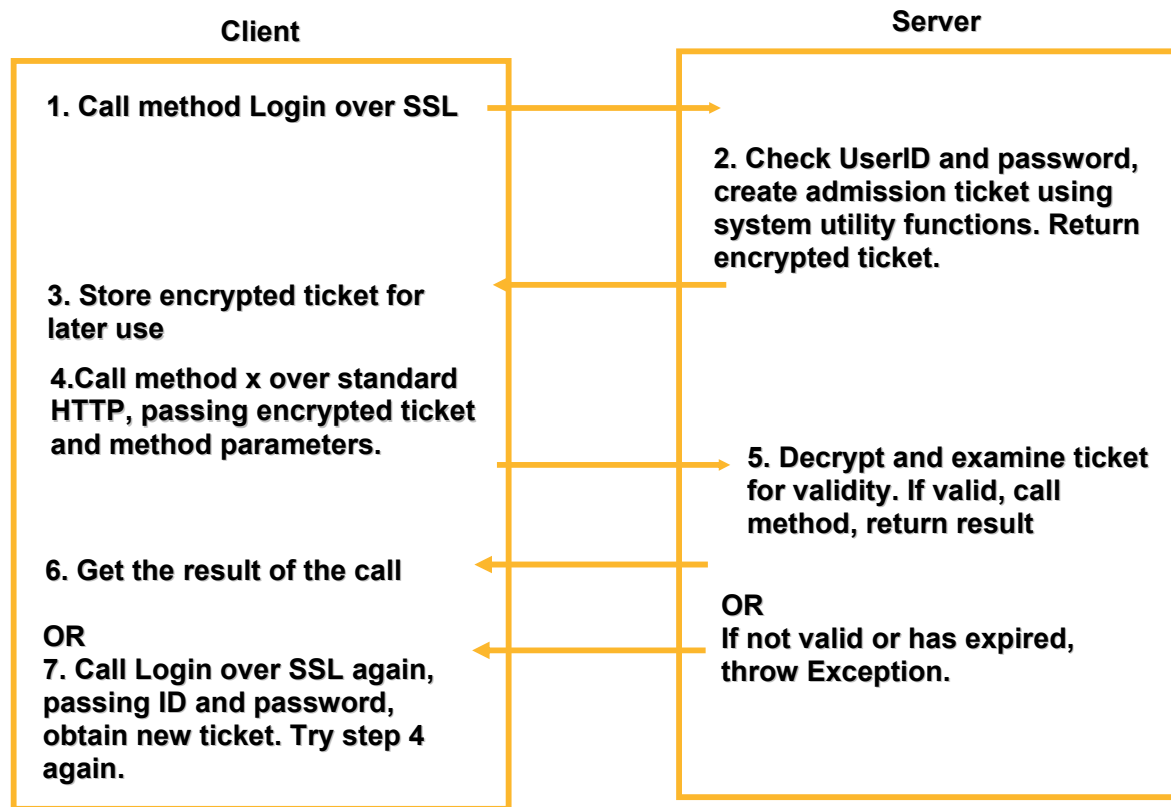 Client
Server
1. Call method Login over SSL
2. Check UserID and password,
create admission ticket using
system utility functions. Return
encrypted ticket.
3. Store encrypted ticket for
later use
4.Call method x over standard
HTTP, passing encrypted ticket
and method parameters.
5. Decrypt and examine ticket
for validity. If valid, call
method, return result
6. Get the result of the call
OR
If not valid or has expired,
throw Exception.
OR
7. Call Login over SSL again,
passing ID and password,
obtain new ticket. Try step 4
again.